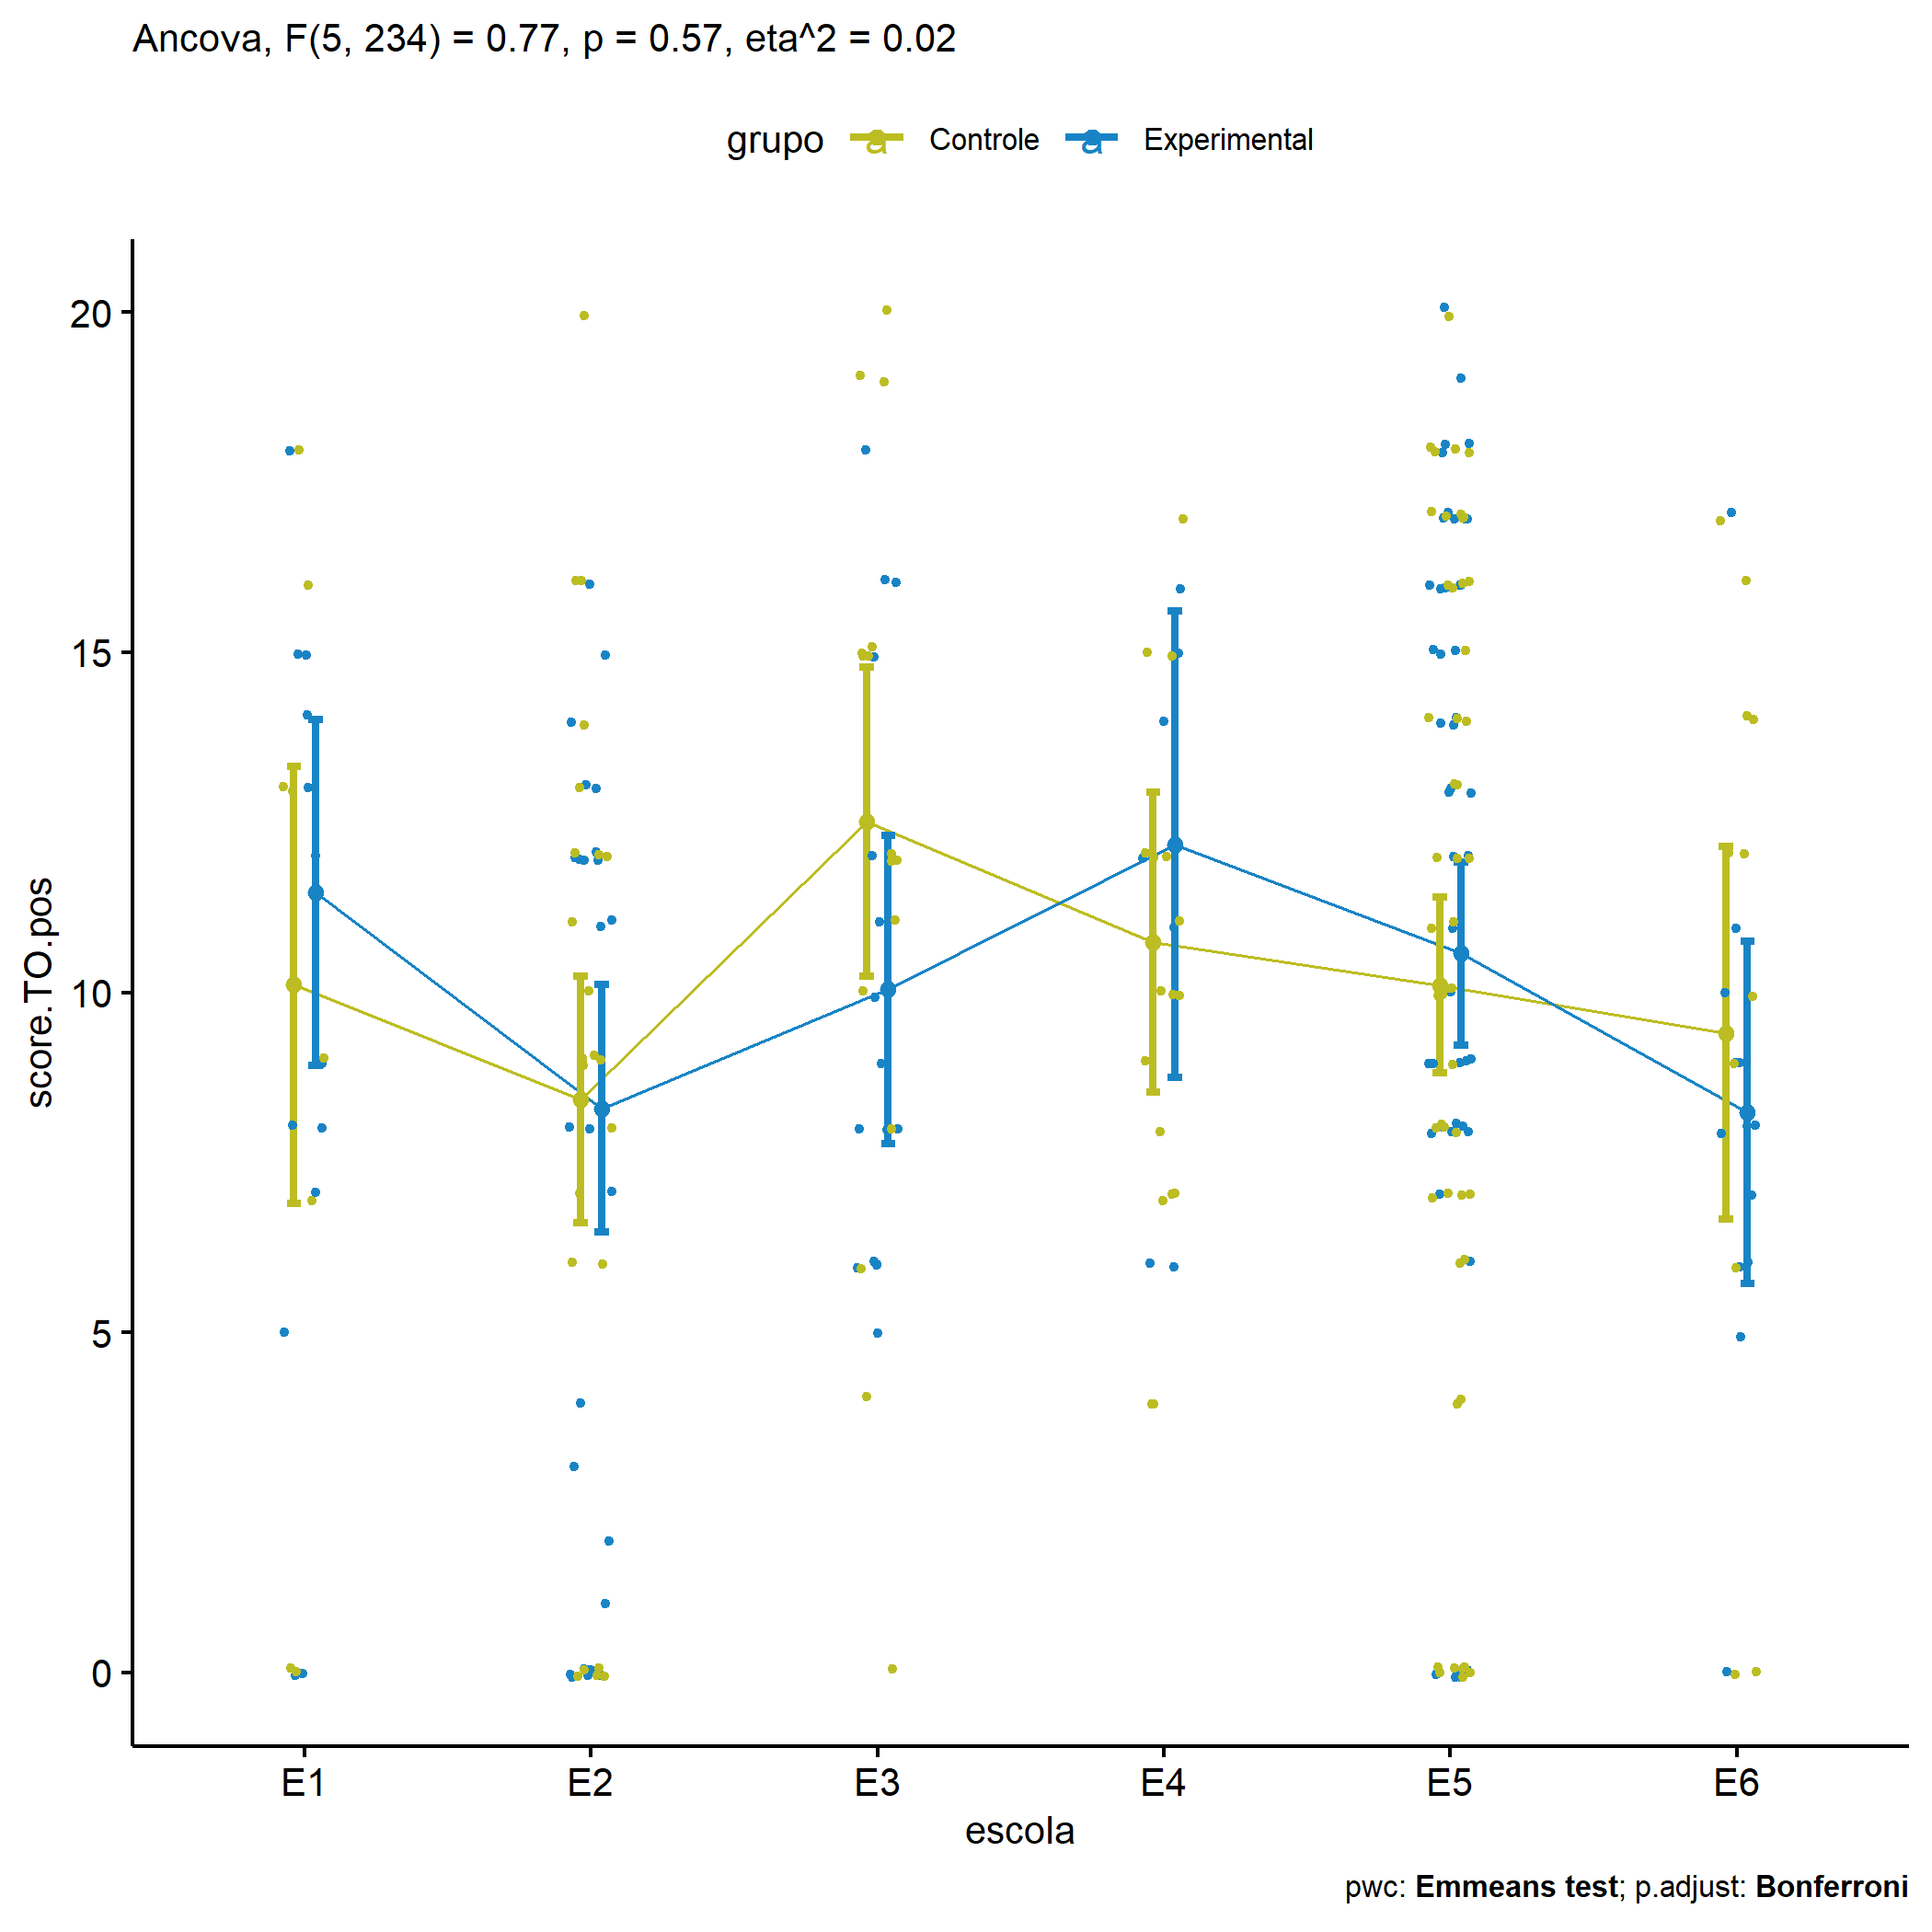 Ancova, F(5, 234) = 0.77, p = 0.57, eta^2 = 0.02
grupo a Controle a Experimental
20
15
10
5
0
score.TO.pos
E1 E2 E3 E4 E5 E6
escola
pwc: Emmeans test; p.adjust: Bonferroni